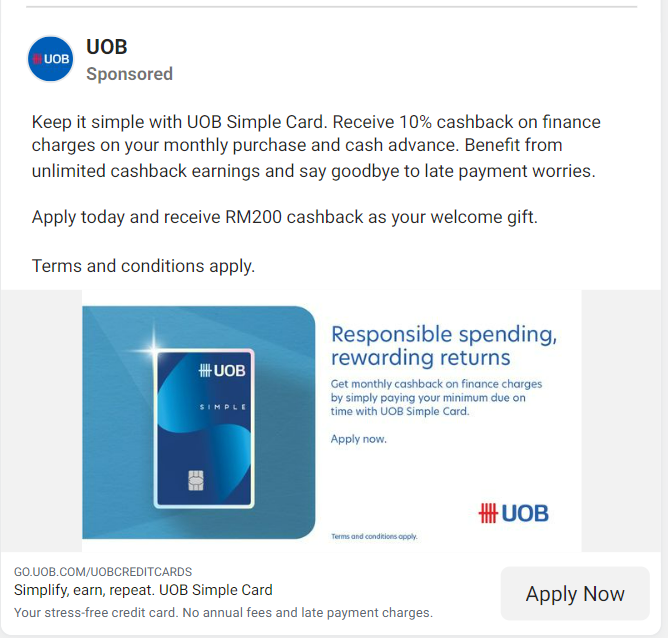 UOB
UOB
Sponsored
Keep it simple with UOB Simple Card. Receive 10% cashback on finance
charges on your monthly purchase and cash advance. Benefit from
unlimited cashback earnings and say goodbye to late payment worries.
Apply today and receive RM200 cashback as your welcome gift.
Terms and conditions apply.
UOB
SIMPLE
Responsible spending,
rewarding returns
Get monthly cashback on finance charges
by simply paying your minimum due on
time with UOB Simple Card.
Apply now.
UOB
Terms and conditions apply.
GO.UOB.COM/UOBCREDITCARDS
Simplify, earn, repeat. UOB Simple Card
Your stress-free credit card. No annual fees and late payment charges.
Apply Now